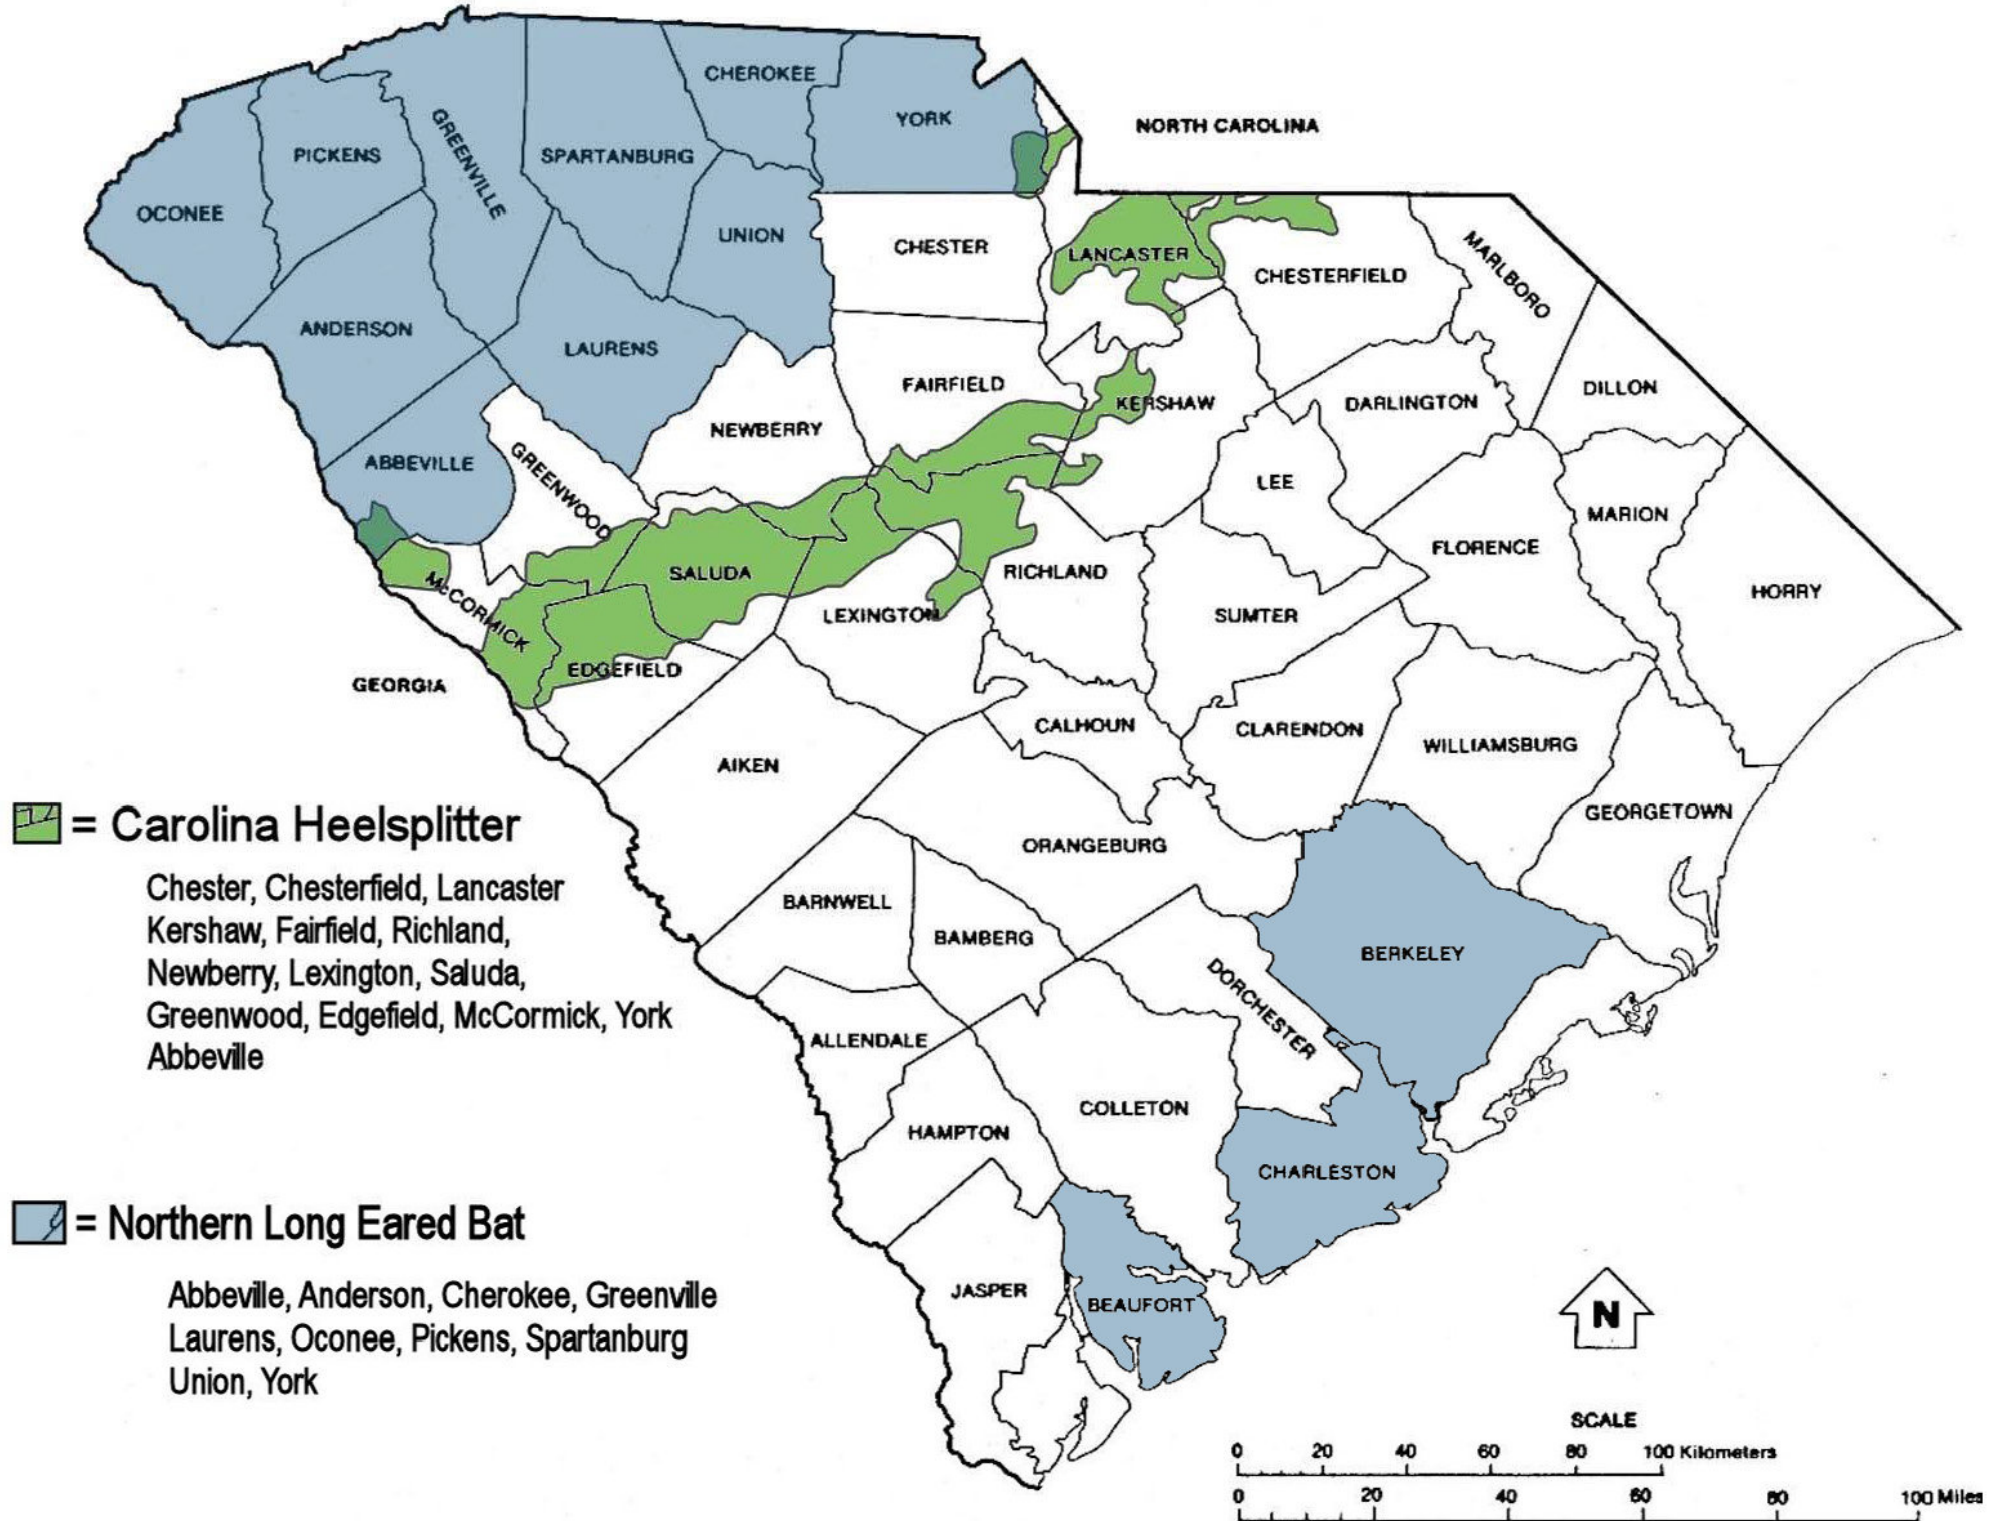 CHEROKEE
YORK
NORTH CAROLINA
PICKENS
GREENVILLE
SPARTANBURG
OCONEE
UNION
CHESTER
LANCASTER
CHESTERFIELD
MARLBORO
ANDERSON
LAURENS
FAIRFIELD
KERSHAW
DARLINGTON
DILLON
NEWBERRY
ABBEVILLE
GREENWOOD
LEE
MARION
FLORENCE
SALUDA
RICHLAND
HORRY
McCORMICK
LEXINGTON
SUMTER
EDGEFIELD
GEORGIA
CALHOUN
CLARENDON
WILLIAMSBURG
AIKEN
GEORGETOWN
= Carolina Heelsplitter
Chester, Chesterfield, Lancaster
Kershaw, Fairfield, Richland,
Newberry, Lexington, Saluda,
Greenwood, Edgefield, McCormick, York
Abbeville
ORANGEBURG
BARNWELL
BAMBERG
BERKELEY
DORCHESTER
ALLENDALE
COLLETON
HAMPTON
CHARLESTON
= Northern Long Eared Bat
Abbeville, Anderson, Cherokee, Greenville
Laurens, Oconee, Pickens, Spartanburg
Union, York
JASPER
BEAUFORT
N
SCALE
0 20 40 60 80 100 Kilometers
0 20 40 60 80 100 Miles